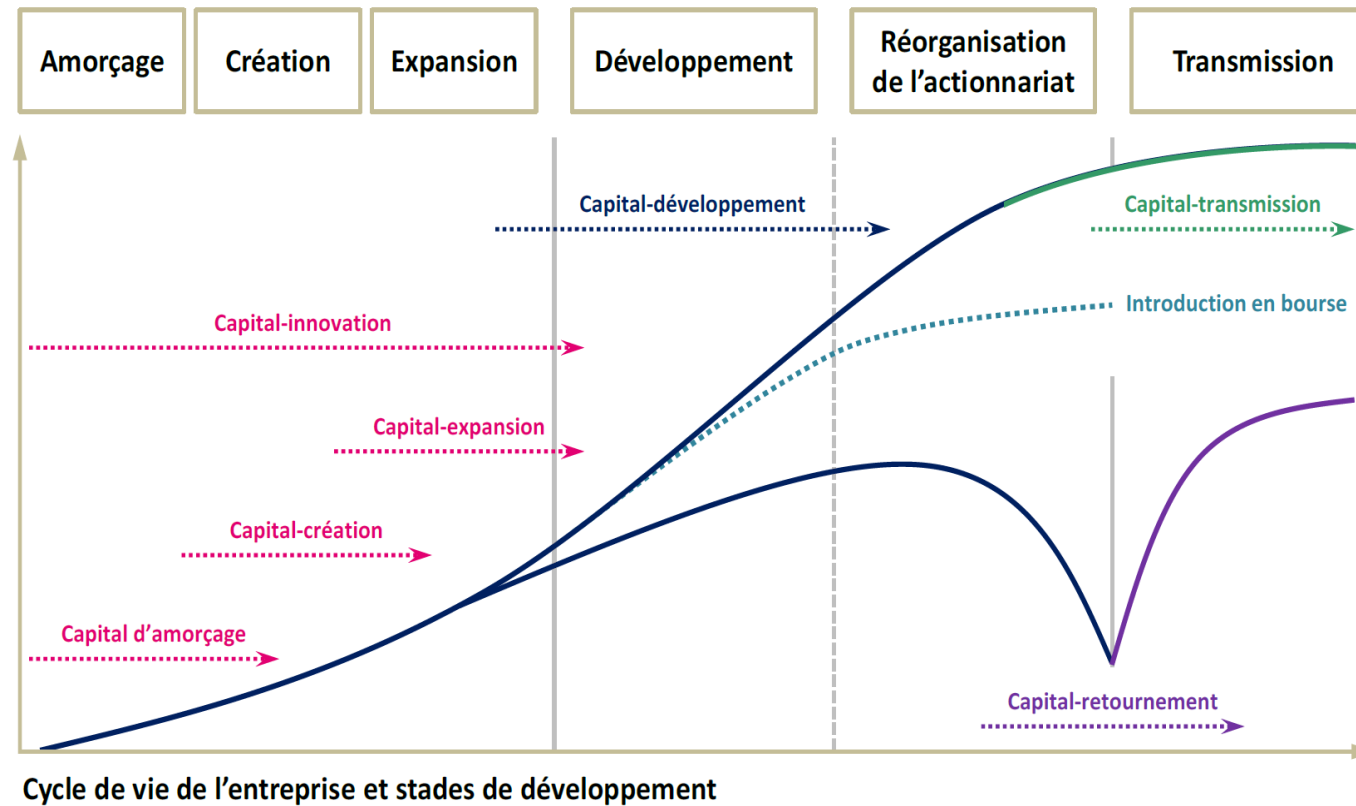 Amorçage
Création
Expansion
Développement
Réorganisation
de l'actionnariat
Transmission
Capital-développement
Capital-transmission
Introduction en bourse
Capital-innovation
Capital-expansion
Capital-création
Capital d'amorçage
Capital-retournement
Cycle de vie de l'entreprise et stades de développement